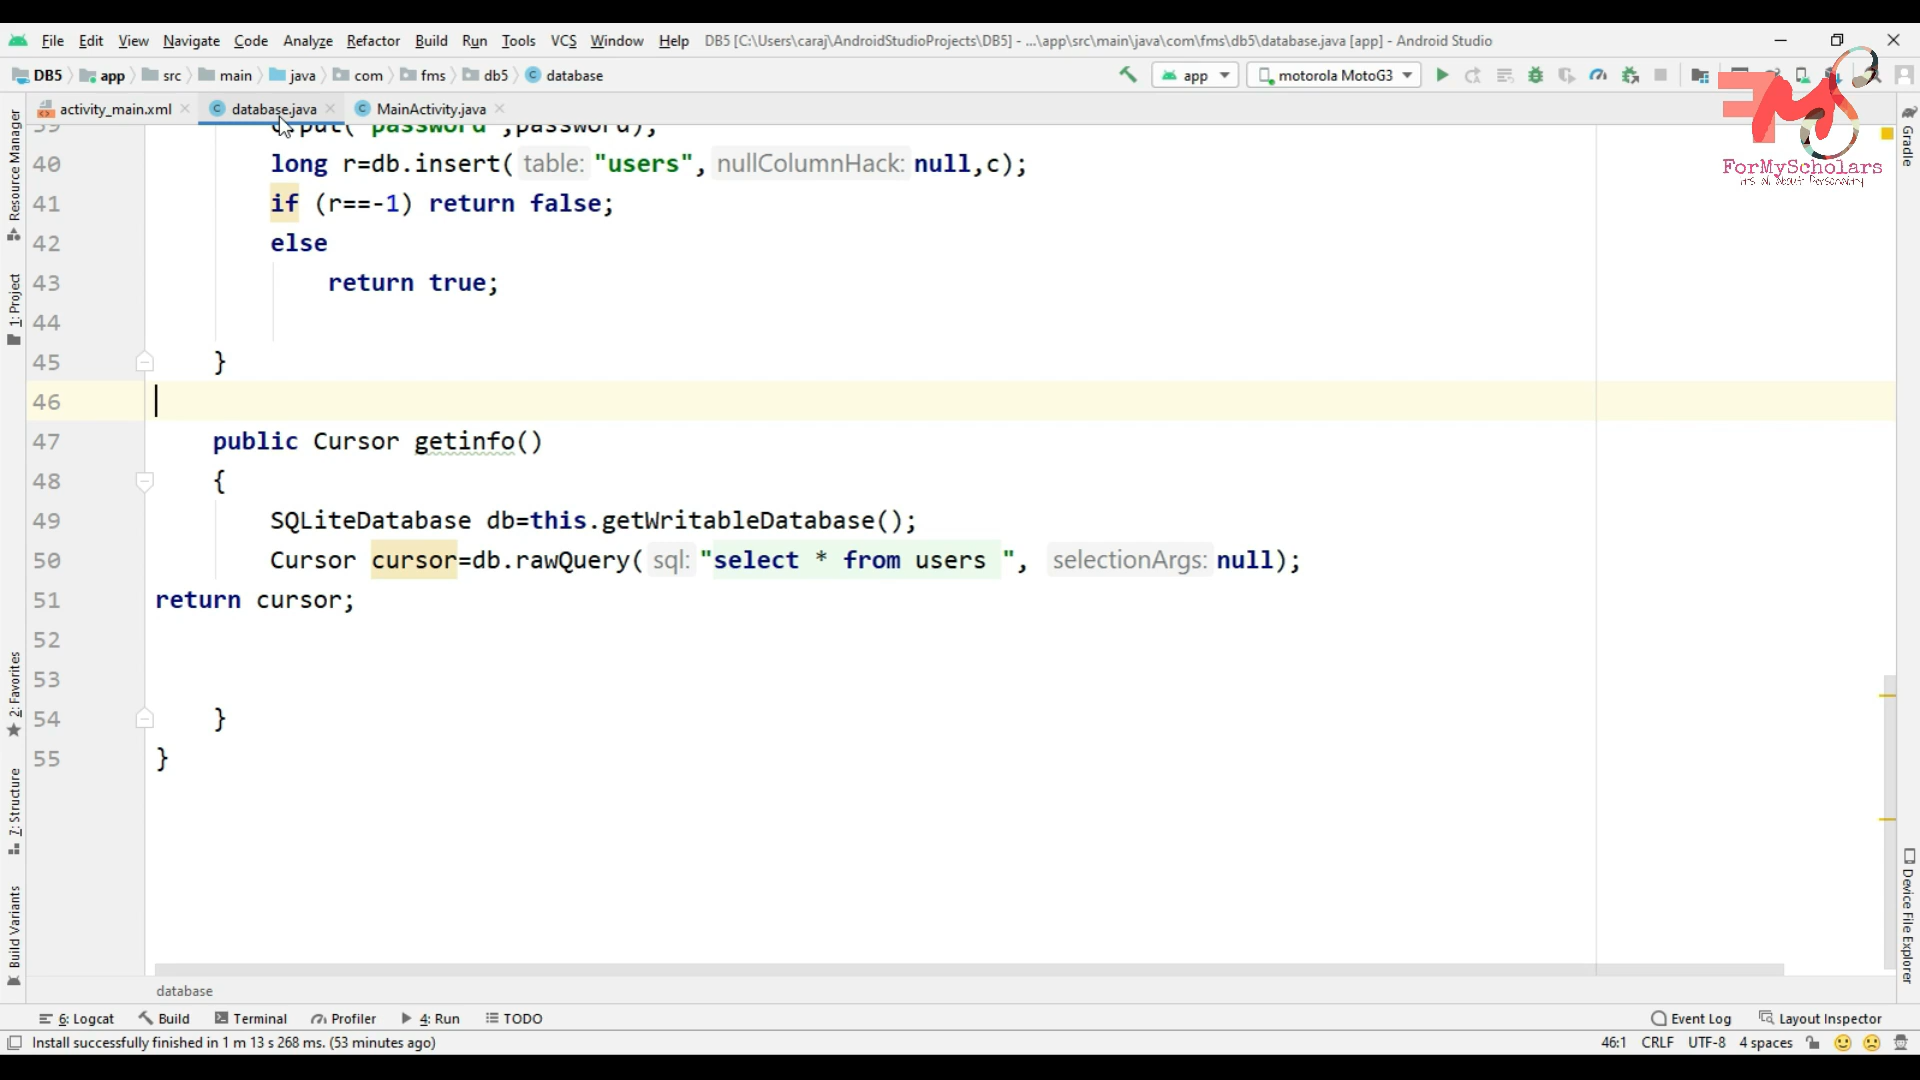 File Edit View Navigate Code Analyze Refactor Build Run Tools VCS Window Help DB5 [C:\Users\caraj\AndroidStudioProjects\DB5] - ...\app\src\main\java\com\fms\db5\database.java [app] - Android Studio
DB5 app src main java com fms db5 database app motorola MotoG3
activity_main.xml database.java MainActivity.java
ForMyScholars
39 c.put("password",password);
40 long r=db.insert( table: "users", nullColumnHack: null,c);
41 if (r==-1) return false;
42 else
43 return true;
44
45 }
46
47 public Cursor getinfo()
48 {
49 SQLiteDatabase db=this.getWritableDatabase();
50 Cursor cursor=db.rawQuery( sql: "select * from users ", selectionArgs: null);
51 return cursor;
52
53
54 }
55 }
Resource Manager
1: Project
2: Favorites
7: Structure
Build Variants
Gradle
Device File Explorer
database
6: Logcat Build Terminal Profiler 4: Run TODO Event Log Layout Inspector
Install successfully finished in 1 m 13 s 268 ms. (53 minutes ago) 46:1 CRLF UTF-8 4 spaces